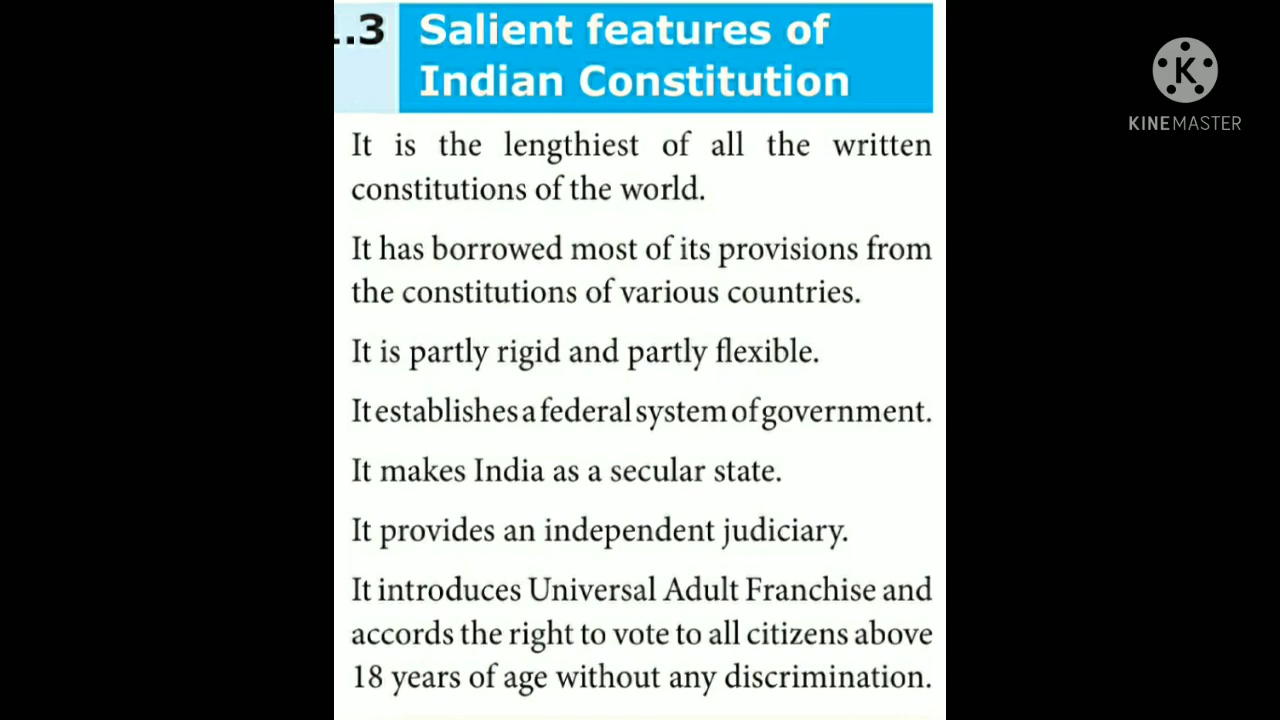 .3
Salient features of
Indian Constitution
It is the lengthiest of all the written
constitutions of the world.
It has borrowed most of its provisions from
the constitutions of various countries.
It is partly rigid and partly flexible.
It establishes a federal system of government.
It makes India as a secular state.
It provides an independent judiciary.
It introduces Universal Adult Franchise and
accords the right to vote to all citizens above
18 years of age without any discrimination.
K
KINEMASTER